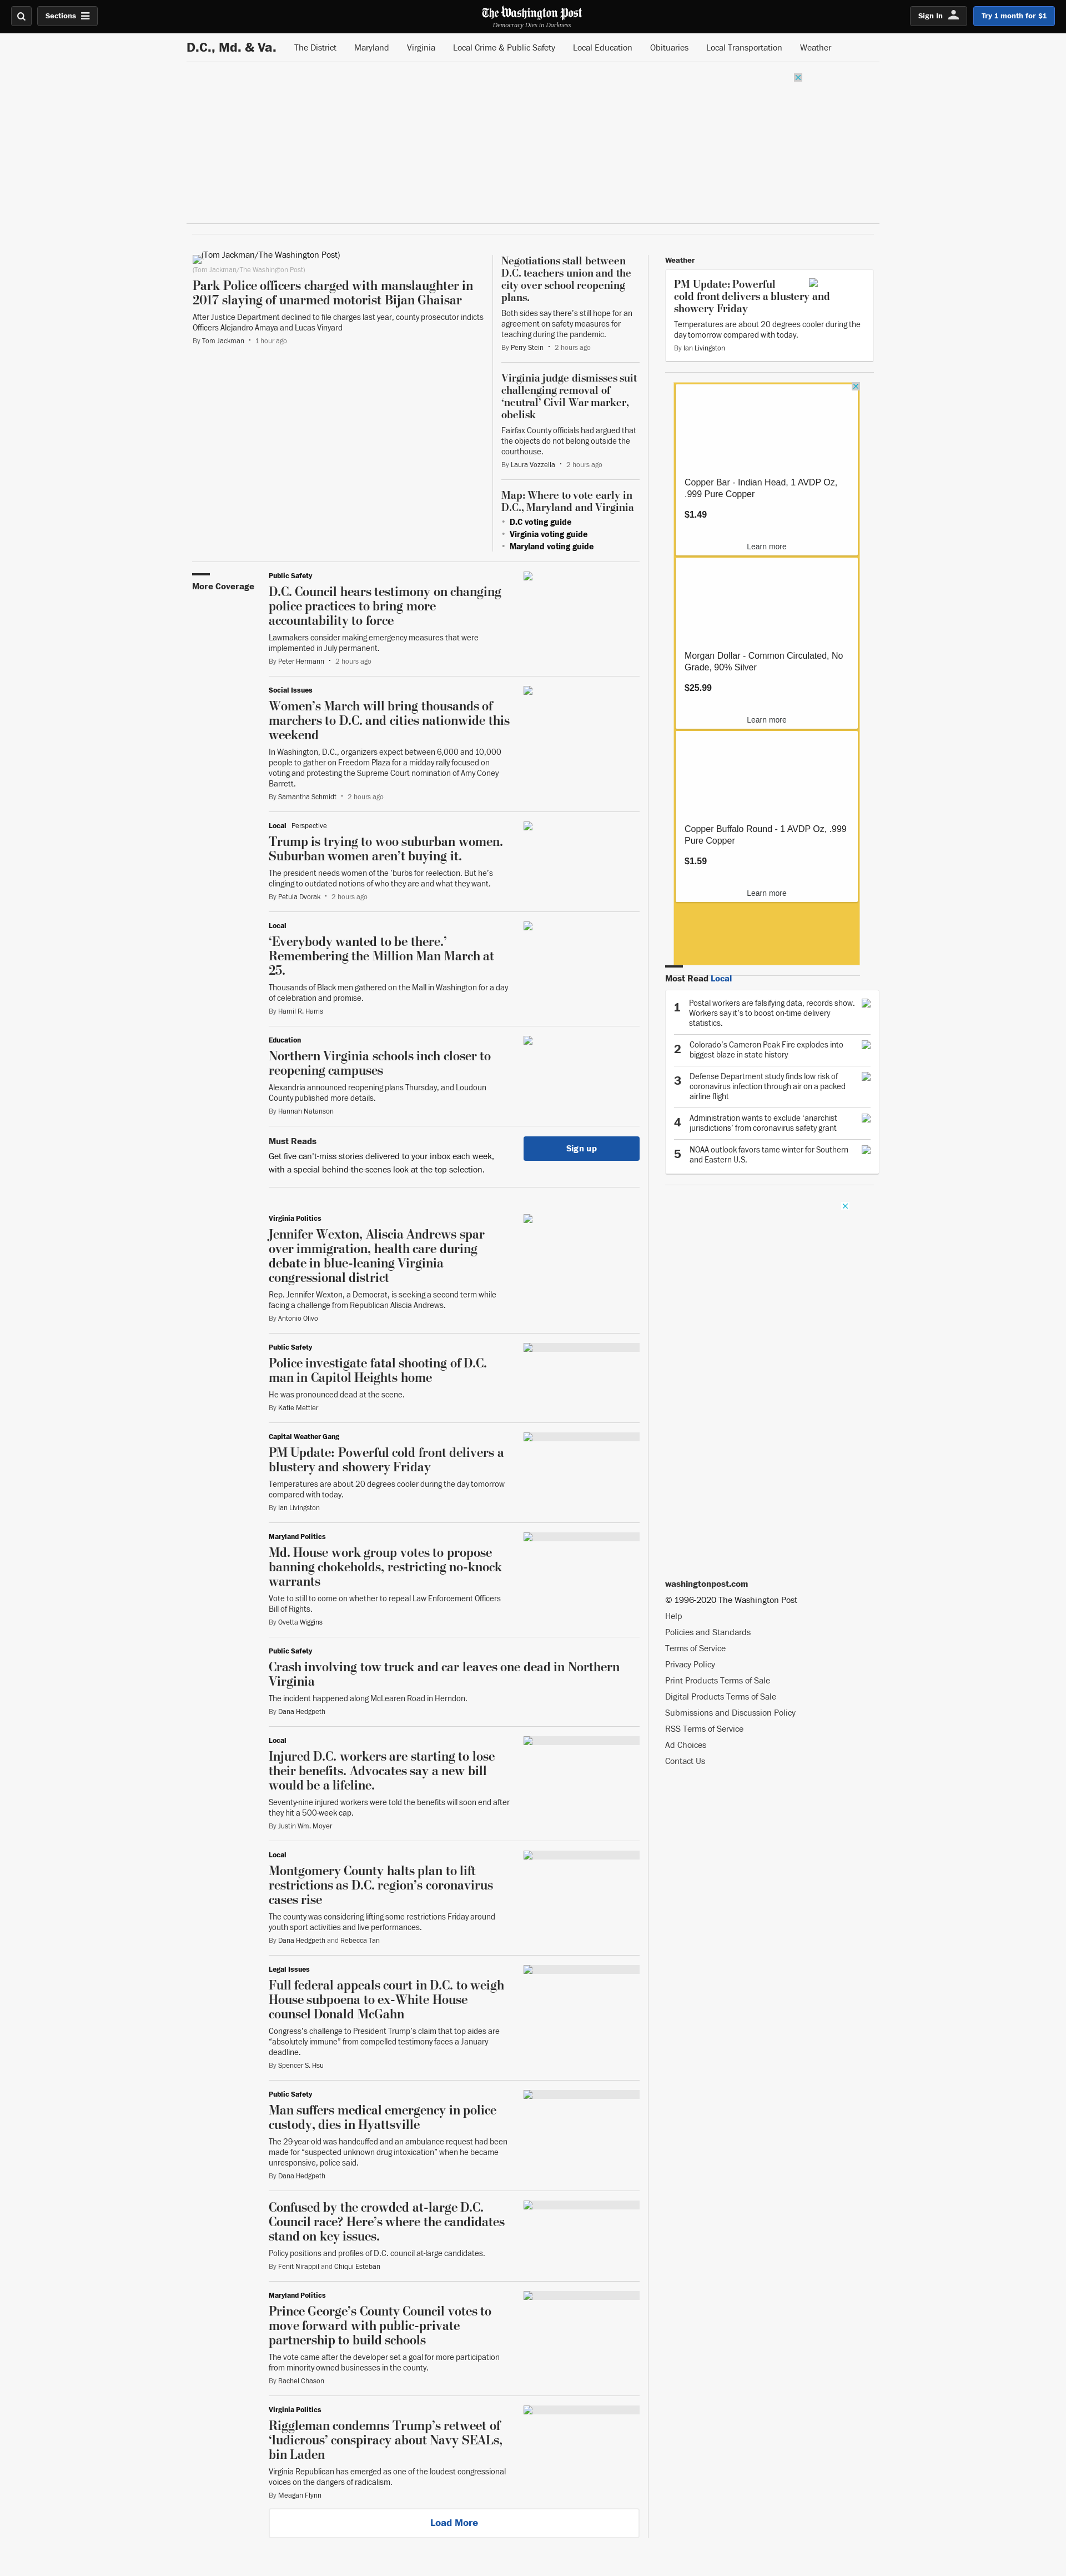 Sections
The Washington Post
Democracy Dies in Darkness
Sign In
Try 1 month for $1
D.C., Md. & Va.
The District
Maryland
Virginia
Local Crime & Public Safety
Local Education
Obituaries
Local Transportation
Weather
(Tom Jackman/The Washington Post)
(Tom Jackman/The Washington Post)
Park Police officers charged with manslaughter in
2017 slaying of unarmed motorist Bijan Ghaisar
After Justice Department declined to file charges last year, county prosecutor indicts
Officers Alejandro Amaya and Lucas Vinyard
By Tom Jackman • 1 hour ago
Negotiations stall between
D.C. teachers union and the
city over school reopening
plans.
Both sides say there's still hope for an
agreement on safety measures for
teaching during the pandemic.
By Perry Stein • 2 hours ago
Virginia judge dismisses suit
challenging removal of
‘neutral’ Civil War marker,
obelisk
Fairfax County officials had argued that
the objects do not belong outside the
courthouse.
By Laura Vozzella • 2 hours ago
Map: Where to vote early in
D.C., Maryland and Virginia
• D.C voting guide
• Virginia voting guide
• Maryland voting guide
More Coverage
Public Safety
D.C. Council hears testimony on changing
police practices to bring more
accountability to force
Lawmakers consider making emergency measures that were
implemented in July permanent.
By Peter Hermann • 2 hours ago
Social Issues
Women’s March will bring thousands of
marchers to D.C. and cities nationwide this
weekend
In Washington, D.C., organizers expect between 6,000 and 10,000
people to gather on Freedom Plaza for a midday rally focused on
voting and protesting the Supreme Court nomination of Amy Coney
Barrett.
By Samantha Schmidt • 2 hours ago
Local Perspective
Trump is trying to woo suburban women.
Suburban women aren’t buying it.
The president needs women of the ’burbs for reelection. But he’s
clinging to outdated notions of who they are and what they want.
By Petula Dvorak • 2 hours ago
Local
‘Everybody wanted to be there.’
Remembering the Million Man March at
25.
Thousands of Black men gathered on the Mall in Washington for a day
of celebration and promise.
By Hamil R. Harris
Education
Northern Virginia schools inch closer to
reopening campuses
Alexandria announced reopening plans Thursday, and Loudoun
County published more details.
By Hannah Natanson
Must Reads
Get five can't-miss stories delivered to your inbox each week,
with a special behind-the-scenes look at the top selection.
Sign up
Virginia Politics
Jennifer Wexton, Aliscia Andrews spar
over immigration, health care during
debate in blue-leaning Virginia
congressional district
Rep. Jennifer Wexton, a Democrat, is seeking a second term while
facing a challenge from Republican Aliscia Andrews.
By Antonio Olivo
Public Safety
Police investigate fatal shooting of D.C.
man in Capitol Heights home
He was pronounced dead at the scene.
By Katie Mettler
Capital Weather Gang
PM Update: Powerful cold front delivers a
blustery and showery Friday
Temperatures are about 20 degrees cooler during the day tomorrow
compared with today.
By Ian Livingston
Maryland Politics
Md. House work group votes to propose
banning chokeholds, restricting no-knock
warrants
Vote to still to come on whether to repeal Law Enforcement Officers
Bill of Rights.
By Ovetta Wiggins
Public Safety
Crash involving tow truck and car leaves one dead in Northern
Virginia
The incident happened along McLearen Road in Herndon.
By Dana Hedgpeth
Local
Injured D.C. workers are starting to lose
their benefits. Advocates say a new bill
would be a lifeline.
Seventy-nine injured workers were told the benefits will soon end after
they hit a 500-week cap.
By Justin Wm. Moyer
Local
Montgomery County halts plan to lift
restrictions as D.C. region’s coronavirus
cases rise
The county was considering lifting some restrictions Friday around
youth sport activities and live performances.
By Dana Hedgpeth and Rebecca Tan
Legal Issues
Full federal appeals court in D.C. to weigh
House subpoena to ex-White House
counsel Donald McGahn
Congress’s challenge to President Trump’s claim that top aides are
“absolutely immune” from compelled testimony faces a January
deadline.
By Spencer S. Hsu
Public Safety
Man suffers medical emergency in police
custody, dies in Hyattsville
The 29-year-old was handcuffed and an ambulance request had been
made for “suspected unknown drug intoxication” when he became
unresponsive, police said.
By Dana Hedgpeth
Confused by the crowded at-large D.C.
Council race? Here’s where the candidates
stand on key issues.
Policy positions and profiles of D.C. council at-large candidates.
By Fenit Nirappil and Chiqui Esteban
Maryland Politics
Prince George’s County Council votes to
move forward with public-private
partnership to build schools
The vote came after the developer set a goal for more participation
from minority-owned businesses in the county.
By Rachel Chason
Virginia Politics
Riggleman condemns Trump’s retweet of
‘ludicrous’ conspiracy about Navy SEALs,
bin Laden
Virginia Republican has emerged as one of the loudest congressional
voices on the dangers of radicalism.
By Meagan Flynn
Load More
Weather
PM Update: Powerful
cold front delivers a blustery and
showery Friday
Temperatures are about 20 degrees cooler during the
day tomorrow compared with today.
By Ian Livingston
Copper Bar - Indian Head, 1 AVDP Oz,
.999 Pure Copper
$1.49
Learn more
Morgan Dollar - Common Circulated, No
Grade, 90% Silver
$25.99
Learn more
Copper Buffalo Round - 1 AVDP Oz, .999
Pure Copper
$1.59
Learn more
Most Read Local
1 Postal workers are falsifying data, records show.
Workers say it’s to boost on-time delivery
statistics.
2 Colorado’s Cameron Peak Fire explodes into
biggest blaze in state history
3 Defense Department study finds low risk of
coronavirus infection through air on a packed
airline flight
4 Administration wants to exclude ‘anarchist
jurisdictions’ from coronavirus safety grant
5 NOAA outlook favors tame winter for Southern
and Eastern U.S.
washingtonpost.com
© 1996-2020 The Washington Post
Help
Policies and Standards
Terms of Service
Privacy Policy
Print Products Terms of Sale
Digital Products Terms of Sale
Submissions and Discussion Policy
RSS Terms of Service
Ad Choices
Contact Us